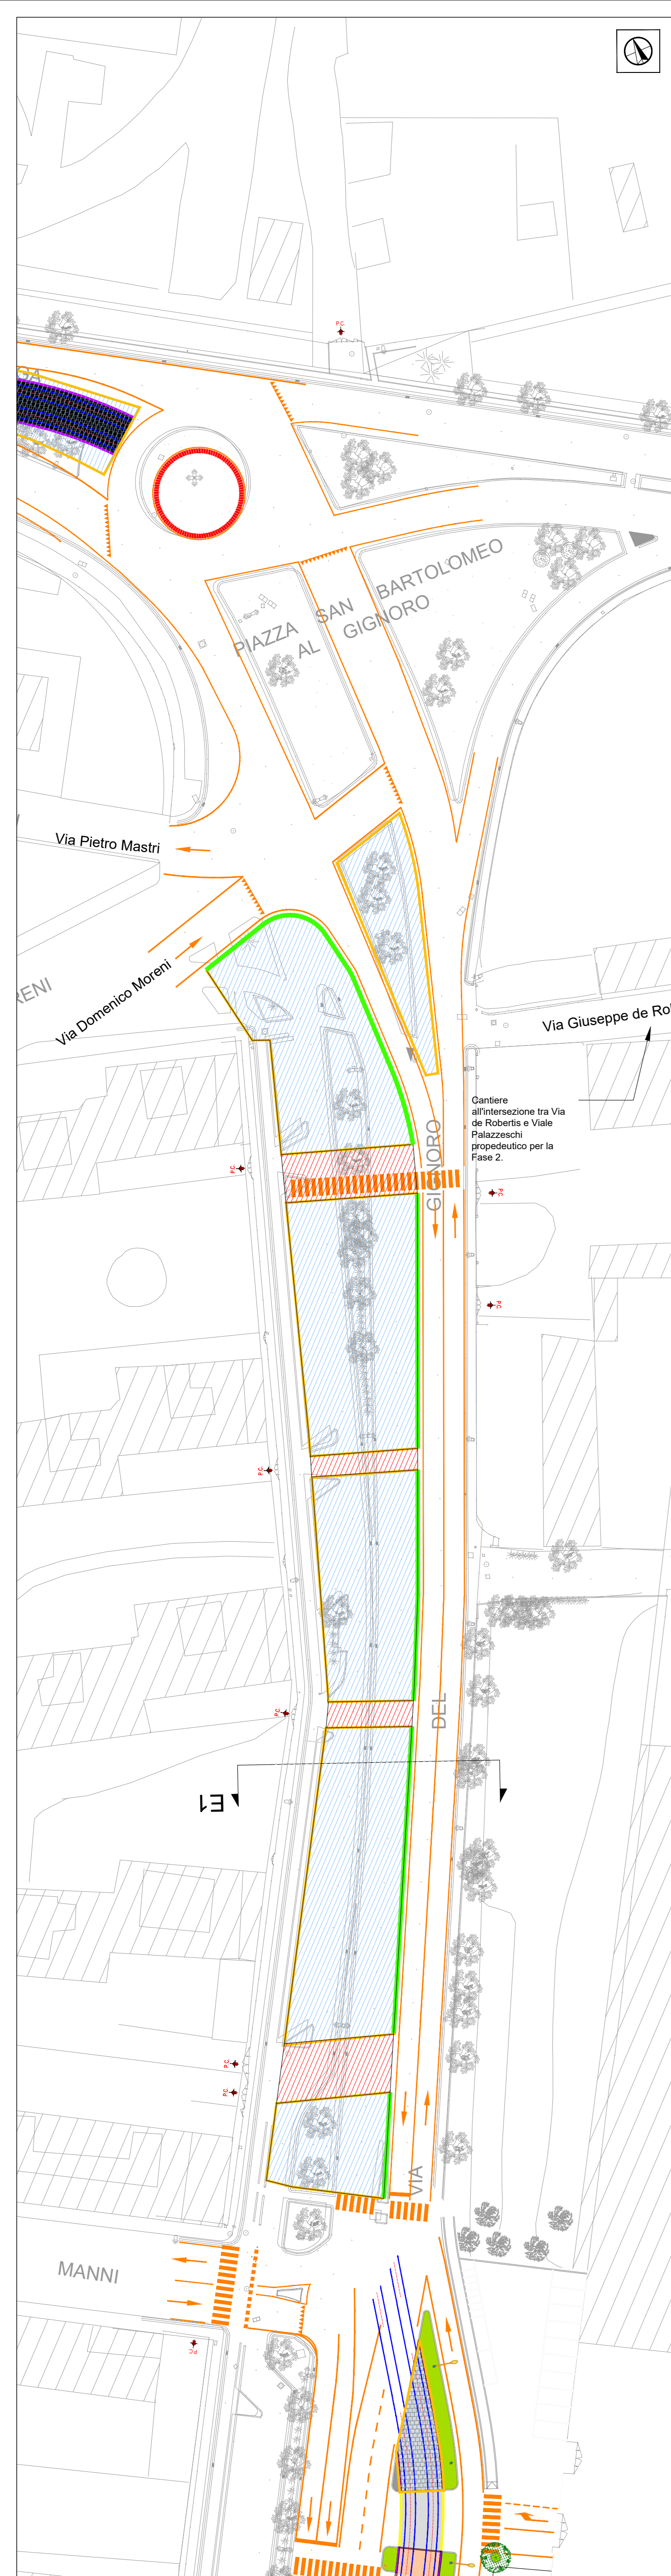 P.C.
PIAZZA SAN BARTOLOMEO
AL GIGNORO
Via Pietro Mastri
Via Domenico Moreni
RENI
Via Giuseppe de Ro
Cantiere
all'intersezione tra Via
de Robertis e Viale
Palazzeschi
propedeutico per la
Fase 2.
GIGNORO
P.C.
P.C.
P.C.
P.C.
DEL
P.C.
E1
P.C.
P.C.
VIA
MANNI
P.C.